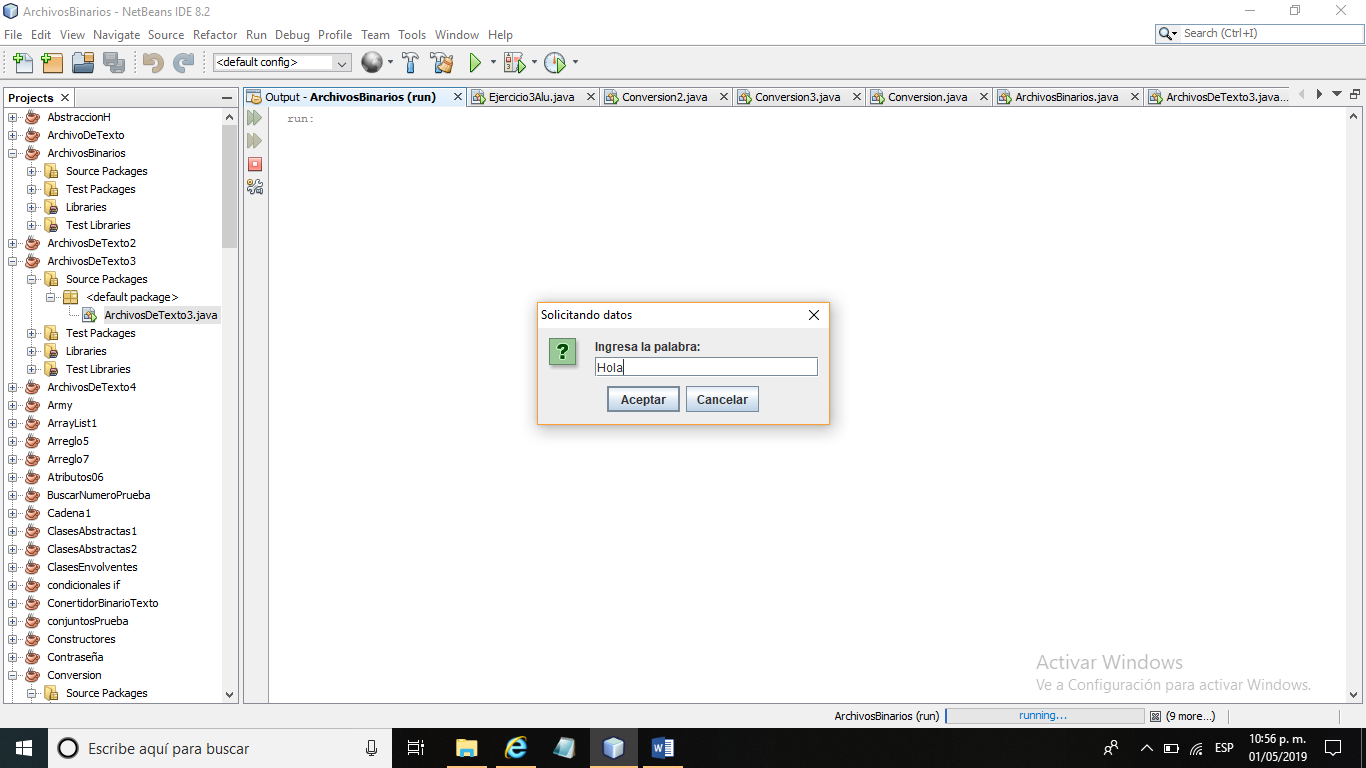 ArchivosBinarios - NetBeans IDE 8.2
File Edit View Navigate Source Refactor Run Debug Profile Team Tools Window Help
Search (Ctrl+I)
<default config>
Projects
Output - ArchivosBinarios (run) Ejercicio3Alu.java Conversion2.java Conversion3.java Conversion.java ArchivosBinarios.java ArchivosDeTexto3.java...
AbstraccionH
ArchivoDeTexto
ArchivosBinarios
Source Packages
Test Packages
Libraries
Test Libraries
ArchivosDeTexto2
ArchivosDeTexto3
Source Packages
<default package>
ArchivosDeTexto3.java
Test Packages
Libraries
Test Libraries
ArchivosDeTexto4
Army
ArrayList1
Arreglo5
Arreglo7
Atributos06
BuscarNumeroPrueba
Cadena1
ClasesAbstractas1
ClasesAbstractas2
ClasesEnvolventes
condicionales if
ConertidorBinarioTexto
conjuntosPrueba
Constructores
Contraseña
Conversion
Source Packages
run:
Solicitando datos
Ingresa la palabra:
Hola
Aceptar Cancelar
Activar Windows
Ve a Configuración para activar Windows.
ArchivosBinarios (run) running... (9 more...)
Escribe aquí para buscar
ESP
10:56 p. m.
01/05/2019